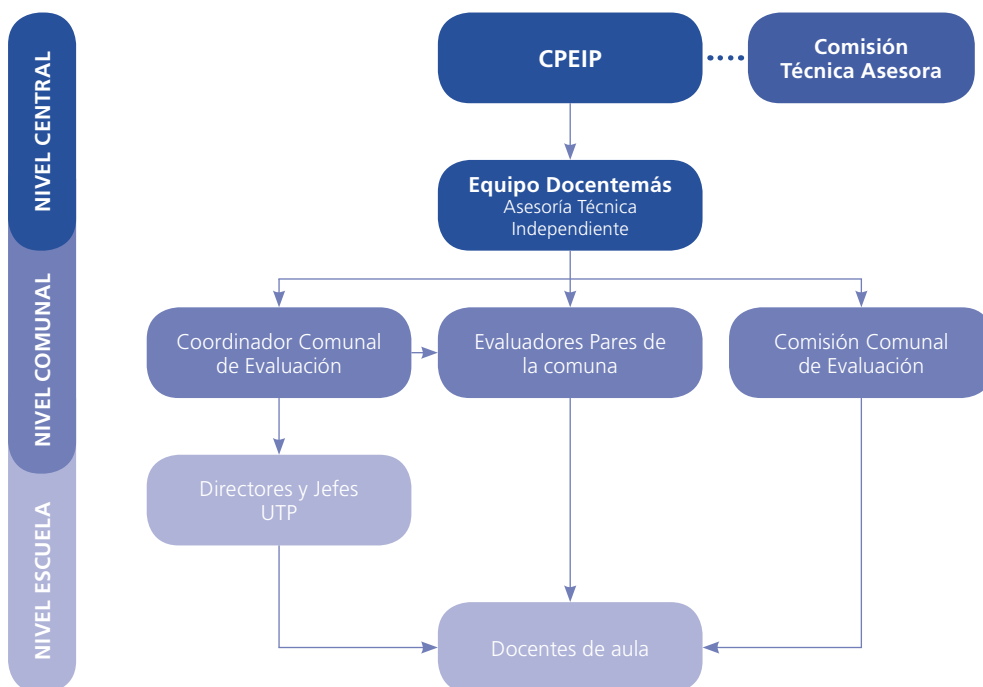 NIVEL CENTRAL
CPEIP
Comisión
Técnica Asesora
Equipo Docentemás
Asesoría Técnica
Independiente
NIVEL COMUNAL
Coordinador Comunal
de Evaluación
Evaluadores Pares de
la comuna
Comisión Comunal
de Evaluación
NIVEL ESCUELA
Directores y Jefes
UTP
Docentes de aula